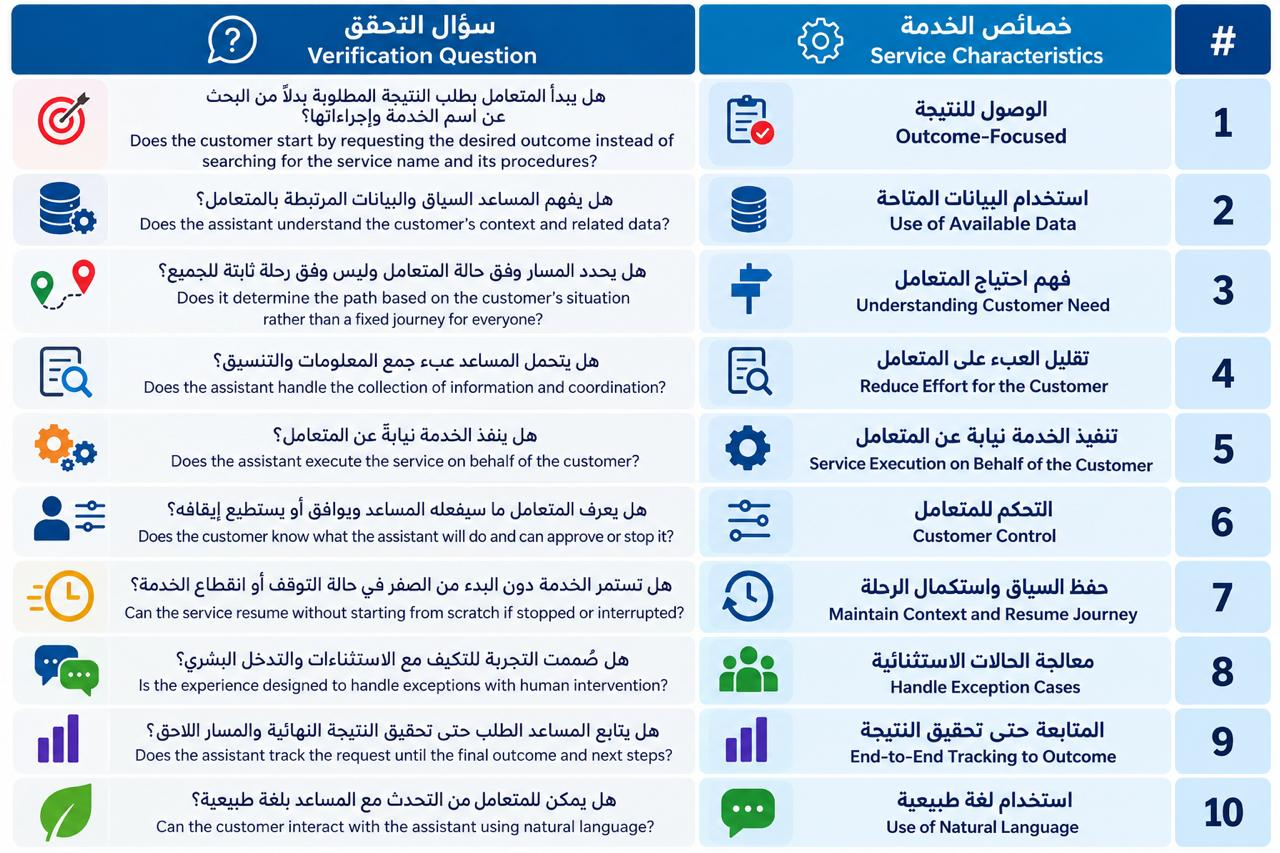 #
خصائص الخدمة
Service Characteristics
سؤال التحقق
Verification Question
1
الوصول للنتيجة
Outcome-Focused
هل يبدأ المتعامل بطلب النتيجة المطلوبة بدلاً من البحث
عن اسم الخدمة وإجراءاتها؟
Does the customer start by requesting the desired outcome instead of
searching for the service name and its procedures?
2
استخدام البيانات المتاحة
Use of Available Data
هل يفهم المساعد السياق والبيانات المرتبطة بالمتعامل؟
Does the assistant understand the customer's context and related data?
3
فهم احتياج المتعامل
Understanding Customer Need
هل يحدد المسار وفق حالة المتعامل وليس وفق رحلة ثابتة للجميع؟
Does it determine the path based on the customer's situation
rather than a fixed journey for everyone?
4
تقليل العبء على المتعامل
Reduce Effort for the Customer
هل يتحمل المساعد عبء جمع المعلومات والتنسيق؟
Does the assistant handle the collection of information and coordination?
5
تنفيذ الخدمة نيابة عن المتعامل
Service Execution on Behalf of the Customer
هل ينفذ الخدمة نيابةً عن المتعامل؟
Does the assistant execute the service on behalf of the customer?
6
التحكم للمتعامل
Customer Control
هل يعرف المتعامل ما سيفعله المساعد ويوافق أو يستطيع إيقافه؟
Does the customer know what the assistant will do and can approve or stop it?
7
حفظ السياق واستكمال الرحلة
Maintain Context and Resume Journey
هل تستمر الخدمة دون البدء من الصفر في حالة التوقف أو انقطاع الخدمة؟
Can the service resume without starting from scratch if stopped or interrupted?
8
معالجة الحالات الاستثنائية
Handle Exception Cases
هل صُممت التجربة للتكيف مع الاستثناءات والتدخل البشري؟
Is the experience designed to handle exceptions with human intervention?
9
المتابعة حتى تحقيق النتيجة
End-to-End Tracking to Outcome
هل يتابع المساعد الطلب حتى تحقيق النتيجة النهائية والمسار اللاحق؟
Does the assistant track the request until the final outcome and next steps?
10
استخدام لغة طبيعية
Use of Natural Language
هل يمكن للمتعامل من التحدث مع المساعد بلغة طبيعية؟
Can the customer interact with the assistant using natural language?